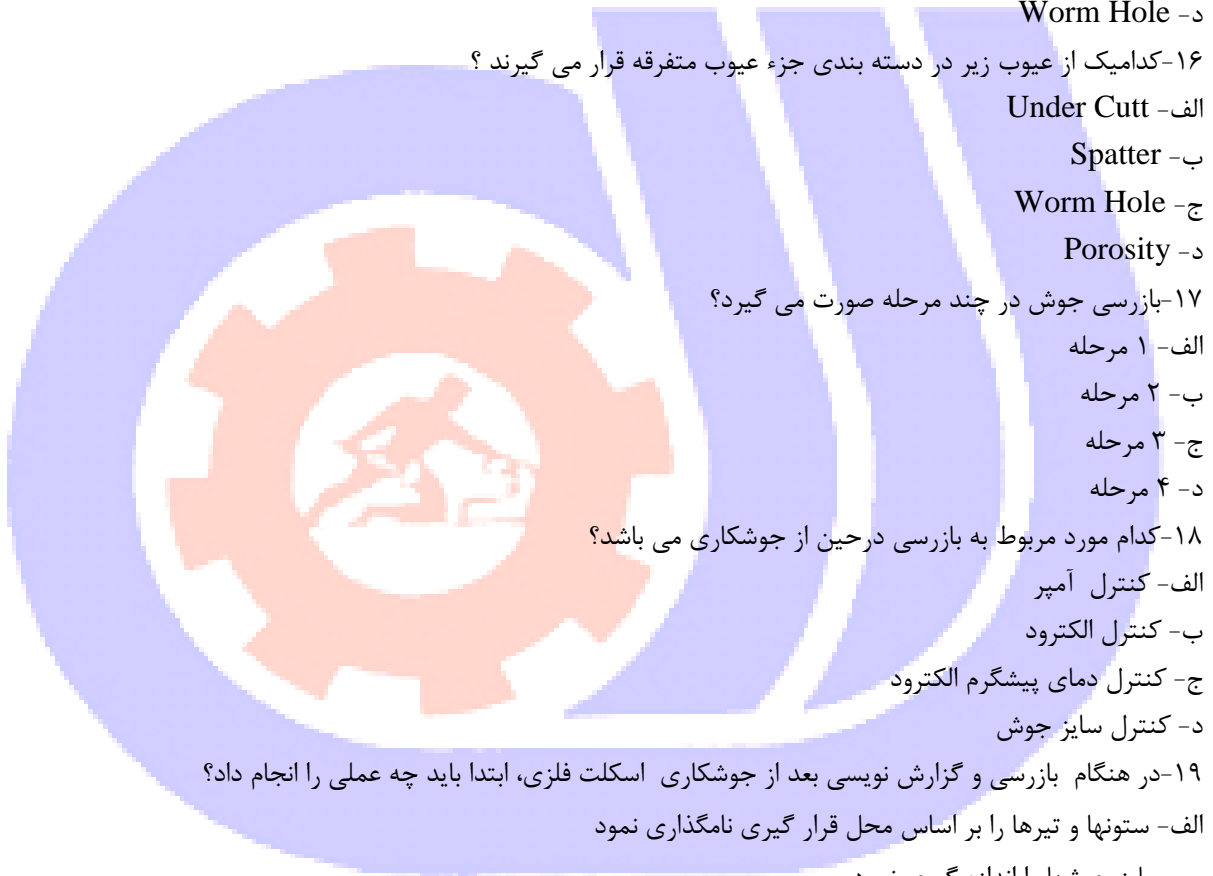 د- Worm Hole
۱۶-کدامیک از عیوب زیر در دسته بندی جزء عیوب متفرقه قرار می گیرند ؟
الف- Under Cutt
ب- Spatter
ج- Worm Hole
د- Porosity
۱۷-بازرسی جوش در چند مرحله صورت می گیرد؟
الف- ۱ مرحله
ب- ۲ مرحله
ج- ۳ مرحله
د- ۴ مرحله
۱۸-کدام مورد مربوط به بازرسی درحین از جوشکاری می باشد؟
الف- کنترل آمپر
ب- کنترل الکترود
ج- کنترل دمای پیشگرم الکترود
د- کنترل سایز جوش
۱۹-در هنگام بازرسی و گزارش نویسی بعد از جوشکاری اسکلت فلزی، ابتدا باید چه عملی را انجام داد؟
الف- ستونها و تیرها را بر اساس محل قرار گیری نامگذاری نمود